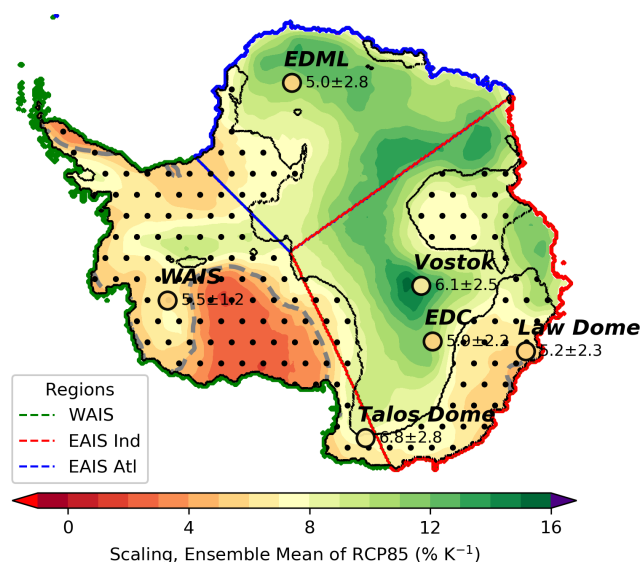 EDML
5.0±2.8
Vostok
6.1±2.5
WAIS
5.5±1.2
EDC
5.9±2.2
Law Dome
5.2±2.3
Talos Dome
6.8±2.8
Regions
WAIS
EAIS Ind
EAIS Atl
0 4 8 12 16
Scaling, Ensemble Mean of RCP85 (% K⁻¹)